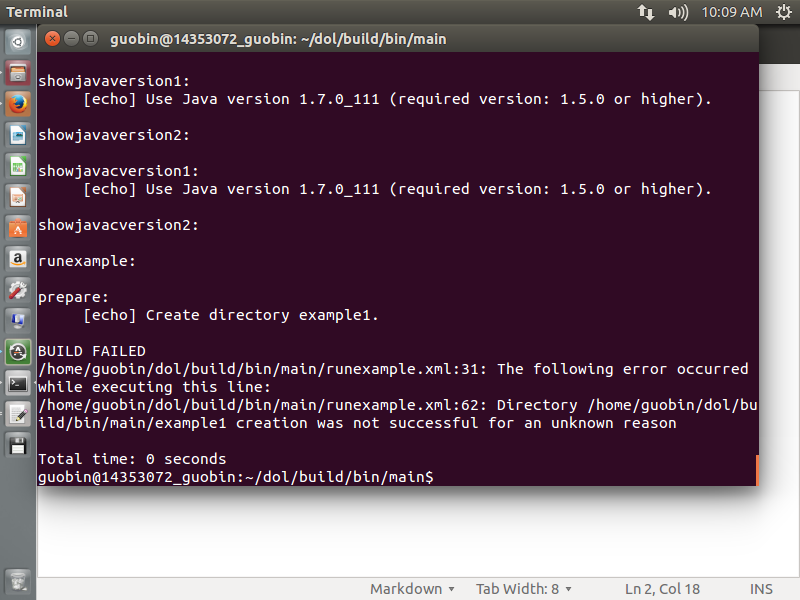 Terminal
10:09 AM
guobin@14353072_guobin: ~/dol/build/bin/main
showjavaversion1:
[echo] Use Java version 1.7.0_111 (required version: 1.5.0 or higher).
showjavaversion2:
showjavacversion1:
[echo] Use Java version 1.7.0_111 (required version: 1.5.0 or higher).
showjavacversion2:
runexample:
prepare:
[echo] Create directory example1.
BUILD FAILED
/home/guobin/dol/build/bin/main/runexample.xml:31: The following error occurred
while executing this line:
/home/guobin/dol/build/bin/main/runexample.xml:62: Directory /home/guobin/dol/bu
ild/bin/main/example1 creation was not successful for an unknown reason
Total time: 0 seconds
guobin@14353072_guobin:~/dol/build/bin/main$
Markdown Tab Width: 8 Ln 2, Col 18 INS